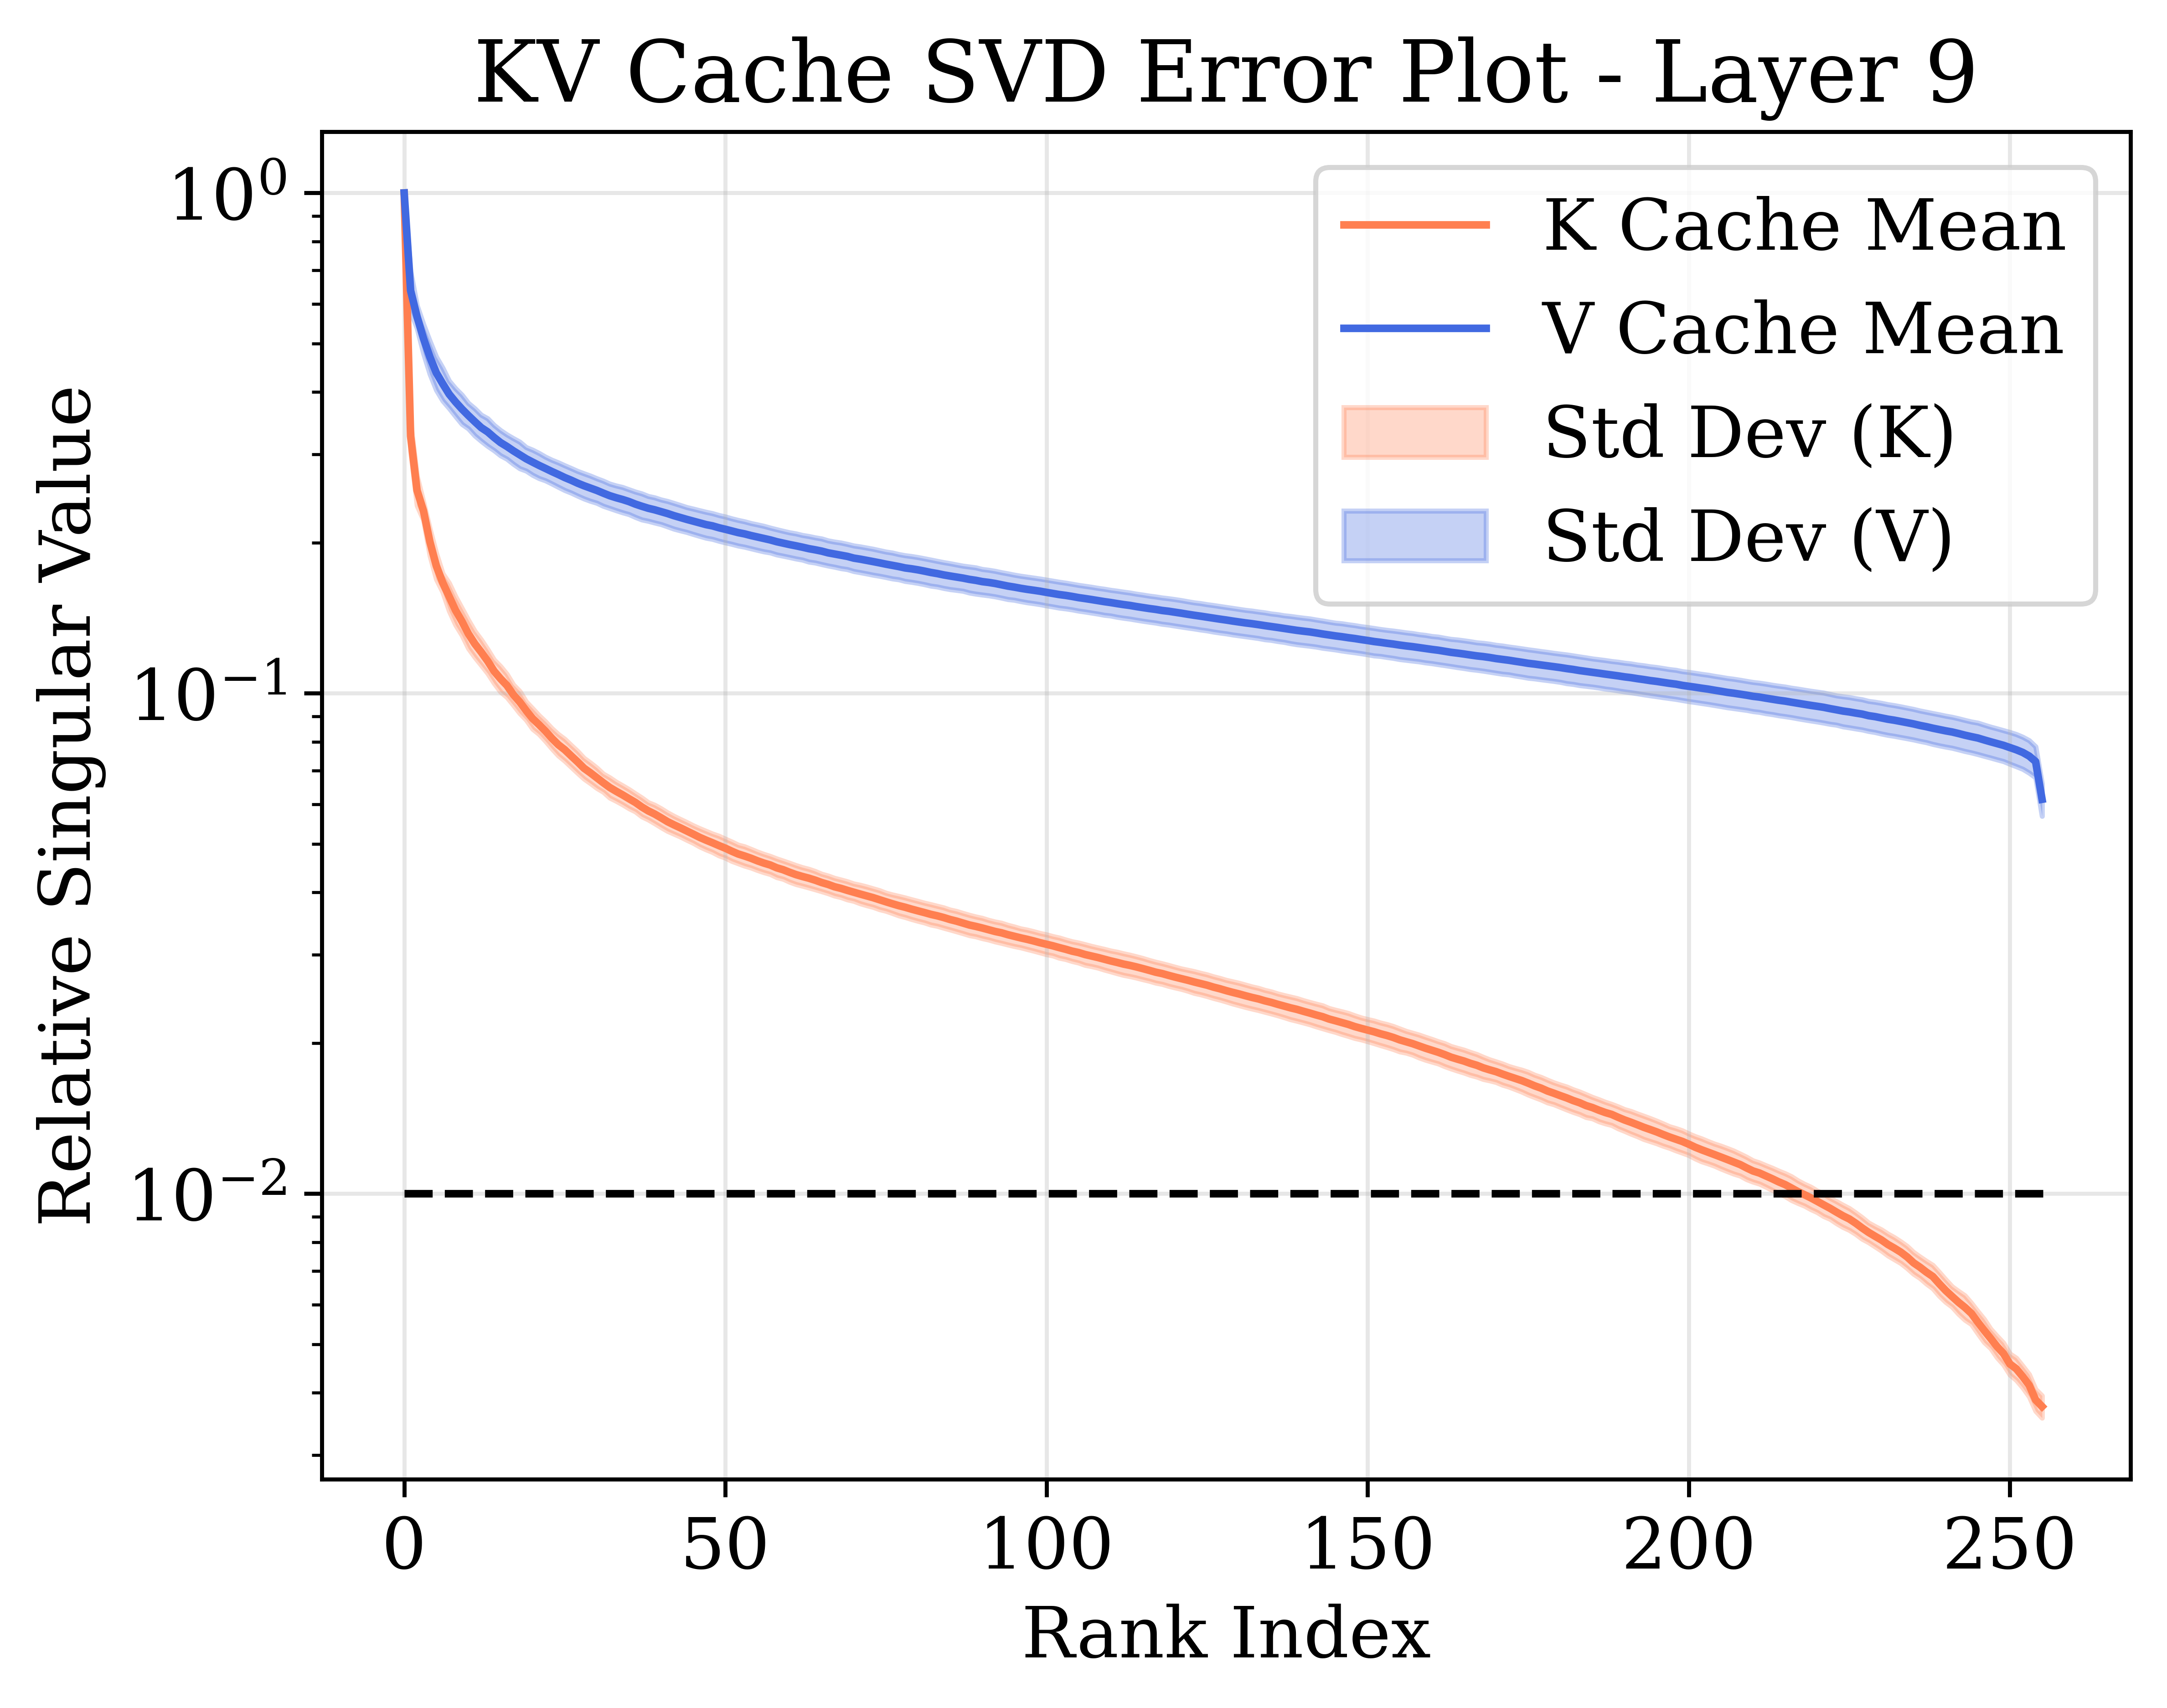 KV Cache SVD Error Plot - Layer 9
10⁰
10⁻¹
10⁻²
Relative Singular Value
K Cache Mean
V Cache Mean
Std Dev (K)
Std Dev (V)
0 50 100 150 200 250
Rank Index